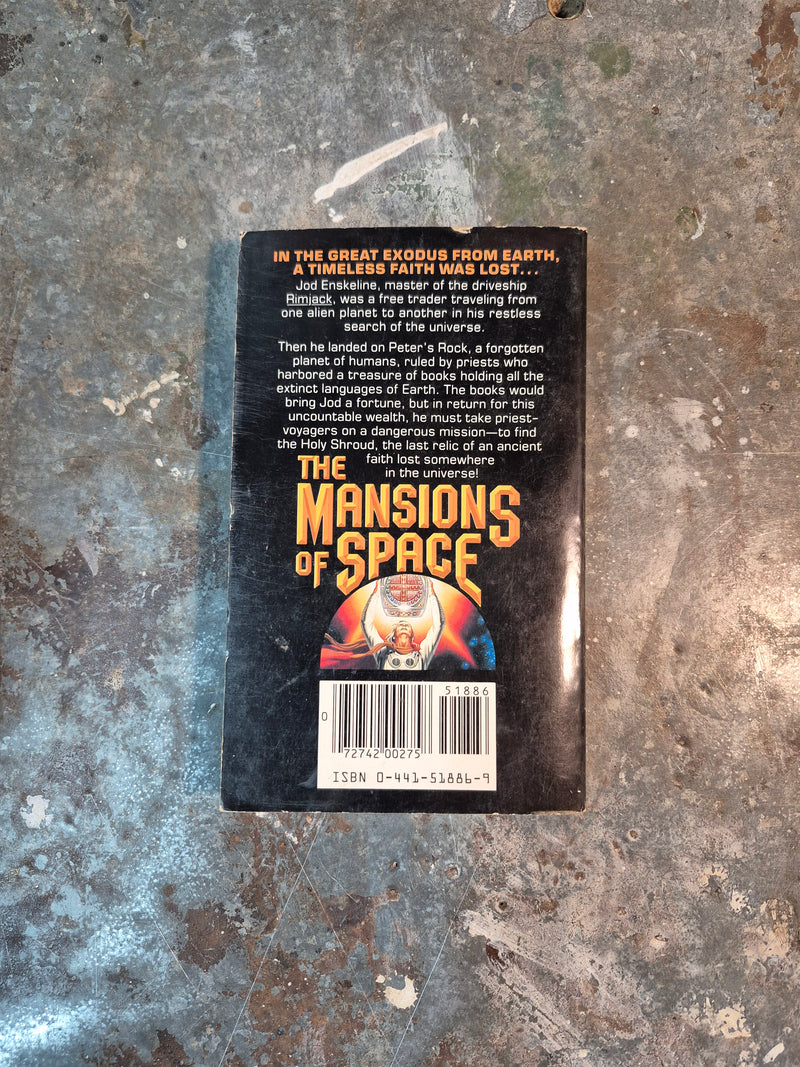 IN THE GREAT EXODUS FROM EARTH,
A TIMELESS FAITH WAS LOST...
Jod Enskeline, master of the driveship
Rimjack, was a free trader traveling from
one alien planet to another in his restless
search of the universe.
Then he landed on Peter's Rock, a forgotten
planet of humans, ruled by priests who
harbored a treasure of books holding all the
extinct languages of Earth. The books would
bring Jod a fortune, but in return for this
uncountable wealth, he must take priest-
voyagers on a dangerous mission—to find
the Holy Shroud, the last relic of an ancient
faith lost somewhere
in the universe!
THE
MANSIONS
OF SPACE
51886
0
72742 00275
ISBN 0-441-51886-9